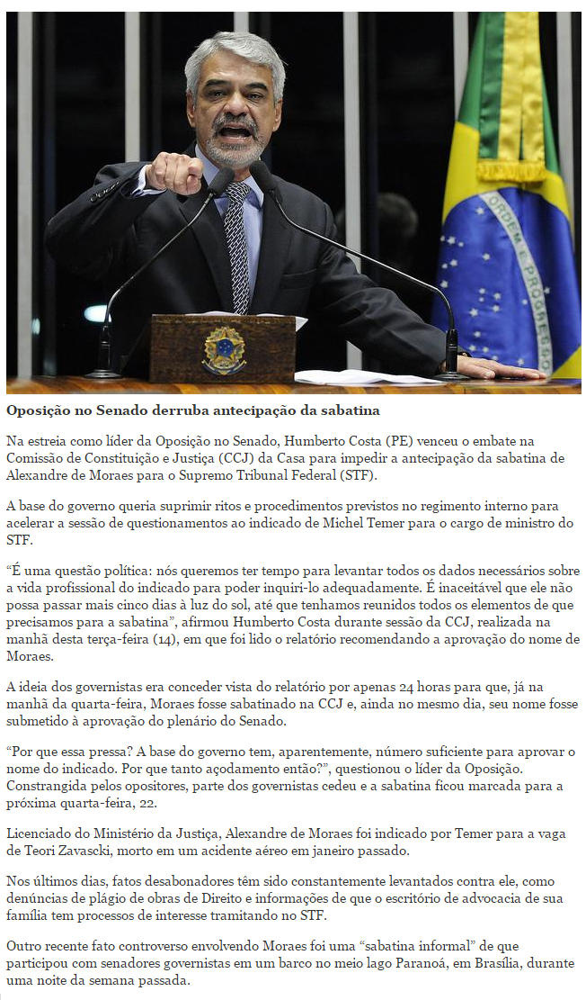 ORDEM E PROGRES
Oposição no Senado derruba antecipação da sabatina
Na estreia como líder da Oposição no Senado, Humberto Costa (PE) venceu o embate na
Comissão de Constituição e Justiça (CCJ) da Casa para impedir a antecipação da sabatina de
Alexandre de Moraes para o Supremo Tribunal Federal (STF).
A base do governo queria suprimir ritos e procedimentos previstos no regimento interno para
acelerar a sessão de questionamentos ao indicado de Michel Temer para o cargo de ministro do
STF.
“É uma questão política: nós queremos ter tempo para levantar todos os dados necessários sobre
a vida profissional do indicado para poder inquiri-lo adequadamente. É inaceitável que ele não
possa passar mais cinco dias à luz do sol, até que tenhamos reunidos todos os elementos de que
precisamos para a sabatina”, afirmou Humberto Costa durante sessão da CCJ, realizada na
manhã desta terça-feira (14), em que foi lido o relatório recomendando a aprovação do nome de
Moraes.
A ideia dos governistas era conceder vista do relatório por apenas 24 horas para que, já na
manhã da quarta-feira, Moraes fosse sabatinado na CCJ e, ainda no mesmo dia, seu nome fosse
submetido à aprovação do plenário do Senado.
“Por que essa pressa? A base do governo tem, aparentemente, número suficiente para aprovar o
nome do indicado. Por que tanto açodamento então?”, questionou o líder da Oposição.
Constrangida pelos opositores, parte dos governistas cedeu e a sabatina ficou marcada para a
próxima quarta-feira, 22.
Licenciado do Ministério da Justiça, Alexandre de Moraes foi indicado por Temer para a vaga
de Teori Zavascki, morto em um acidente aéreo em janeiro passado.
Nos últimos dias, fatos desabonadores têm sido constantemente levantados contra ele, como
denúncias de plágio de obras de Direito e informações de que o escritório de advocacia de sua
família tem processos de interesse tramitando no STF.
Outro recente fato controverso envolvendo Moraes foi uma “sabatina informal” de que
participou com senadores governistas em um barco no meio lago Paranoá, em Brasília, durante
uma noite da semana passada.